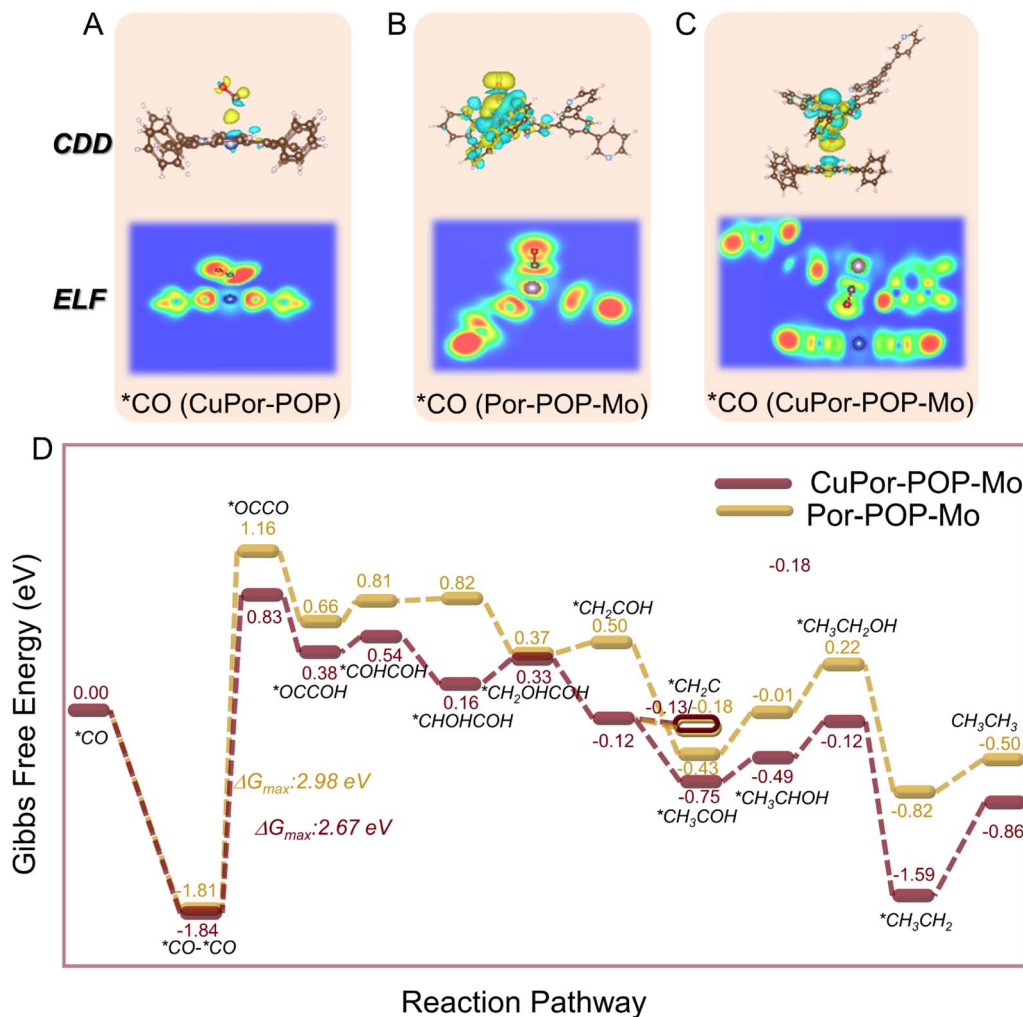 A
B
C
CDD
ELF
*CO (CuPor-POP)
*CO (Por-POP-Mo)
*CO (CuPor-POP-Mo)
D
CuPor-POP-Mo
Por-POP-Mo
-0.18
*OCCO
1.16
0.83
0.66
0.38
*OCCOH
0.81
0.54
*COHCOH
0.82
0.16
*CHOHCOH
0.37
0.33
*CH2OHCOH
*CH2COH
0.50
-0.12
*CH2C
-0.13/-0.18
-0.43
-0.75
*CH3COH
-0.01
-0.49
*CH3CHOH
*CH3CH2OH
0.22
-0.12
-0.82
-1.59
*CH3CH2
CH3CH3
-0.50
-0.86
0.00
*CO
ΔGmax:2.98 eV
ΔGmax:2.67 eV
-1.81
-1.84
*CO-*CO
Gibbs Free Energy (eV)
Reaction Pathway